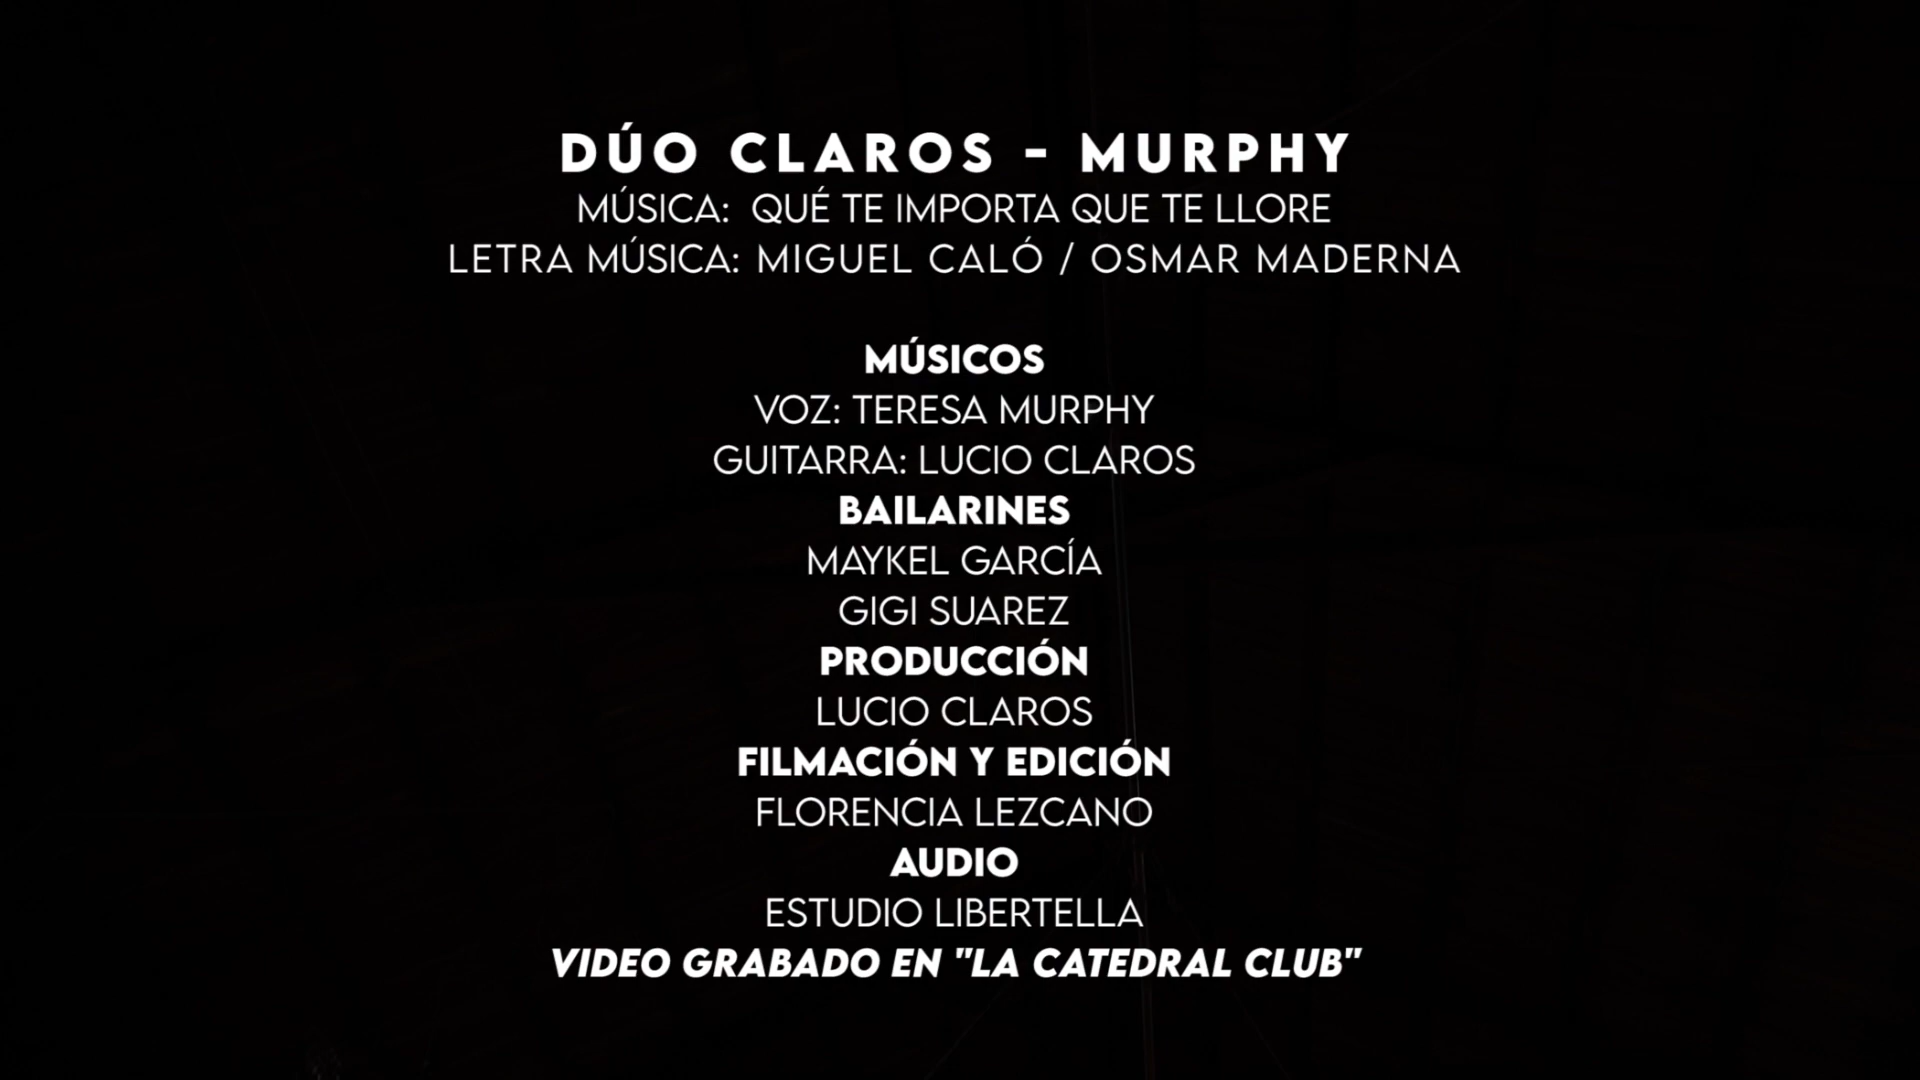 DÚO CLAROS - MURPHY
MÚSICA: QUÉ TE IMPORTA QUE TE LLORE
LETRA MÚSICA: MIGUEL CALÓ / OSMAR MADERNA
MÚSICOS
VOZ: TERESA MURPHY
GUITARRA: LUCIO CLAROS
BAILARINES
MAYKEL GARCÍA
GIGI SUAREZ
PRODUCCIÓN
LUCIO CLAROS
FILMACIÓN Y EDICIÓN
FLORENCIA LEZCANO
AUDIO
ESTUDIO LIBERTELLA
VIDEO GRABADO EN "LA CATEDRAL CLUB"